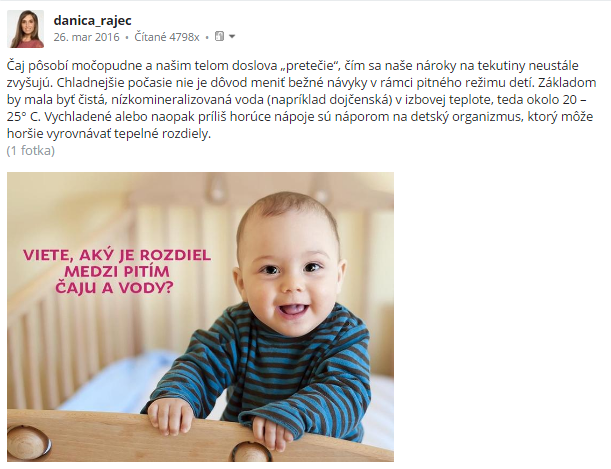 danica_rajec
26. mar 2016 • Čítané 4798x •
Čaj pôsobí močopudne a našim telom doslova „pretečie“, čím sa naše nároky na tekutiny neustále
zvyšujú. Chladnejšie počasie nie je dôvod meniť bežné návyky v rámci pitného režimu detí. Základom
by mala byť čistá, nízkomineralizovaná voda (napríklad dojčenská) v izbovej teplote, teda okolo 20 –
25° C. Vychladené alebo naopak príliš horúce nápoje sú náporom na detský organizmus, ktorý môže
horšie vyrovnávať tepelné rozdiely.
(1 fotka)
VIETE, AKÝ JE ROZDIEL
MEDZI PITÍM
ČAJU A VODY?